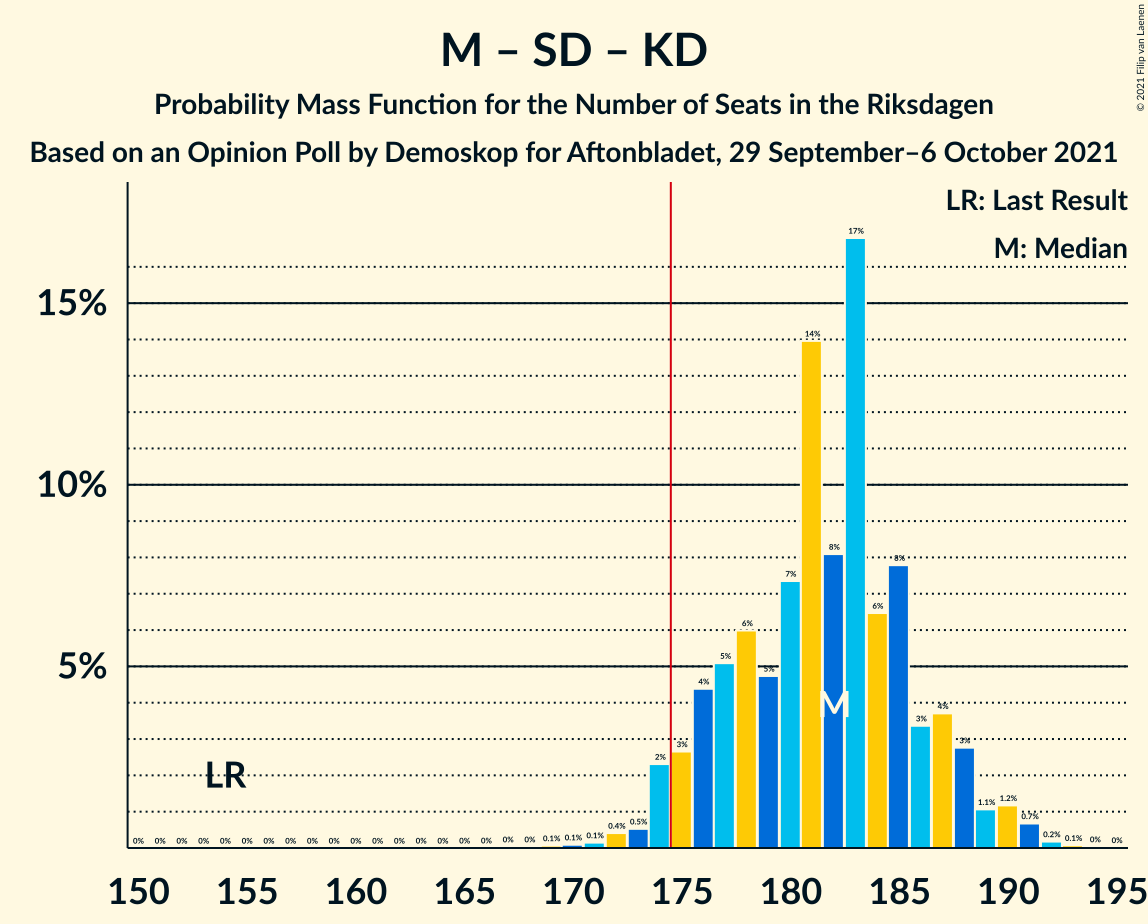 M – SD – KD
Probability Mass Function for the Number of Seats in the Riksdagen
Based on an Opinion Poll by Demoskop for Aftonbladet, 29 September–6 October 2021
© 2021 Filip van Laenen
LR: Last Result
M: Median
15%
10%
5%
LR
M
0% 0% 0% 0% 0% 0% 0% 0% 0% 0% 0% 0% 0% 0% 0% 0% 0% 0% 0% 0.1% 0.1% 0.1% 0.4% 0.5% 2% 3% 4% 5% 6% 5% 7% 14% 8% 17% 6% 8% 3% 4% 3% 1.1% 1.2% 0.7% 0.2% 0.1% 0% 0%
150 155 160 165 170 175 180 185 190 195